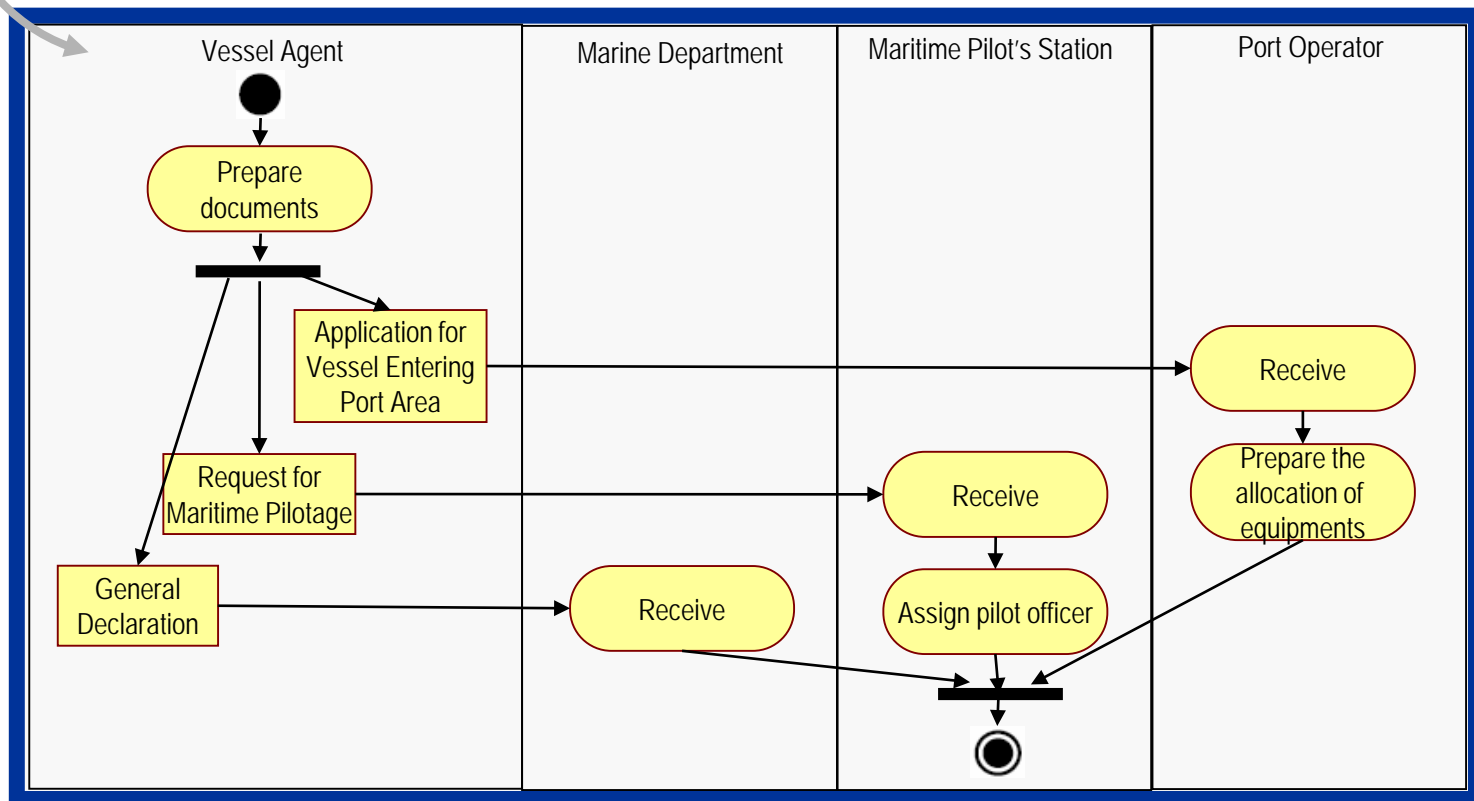 Vessel Agent
Marine Department
Maritime Pilot's Station
Port Operator
Prepare
documents
Application for
Vessel Entering
Port Area
Receive
Request for
Maritime Pilotage
Receive
Prepare the
allocation of
equipments
General
Declaration
Receive
Assign pilot officer